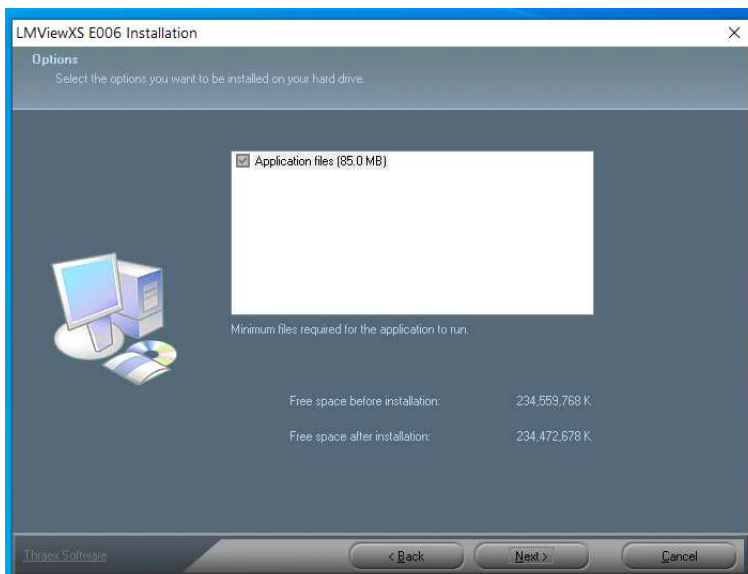 LMViewXS E006 Installation
Options
Select the options you want to be installed on your hard drive.
Application files (85.0 MB)
Minimum files required for the application to run.
Free space before installation: 234,559,768 K
Free space after installation: 234,472,678 K
Thraex Software
< Back
Next >
Cancel